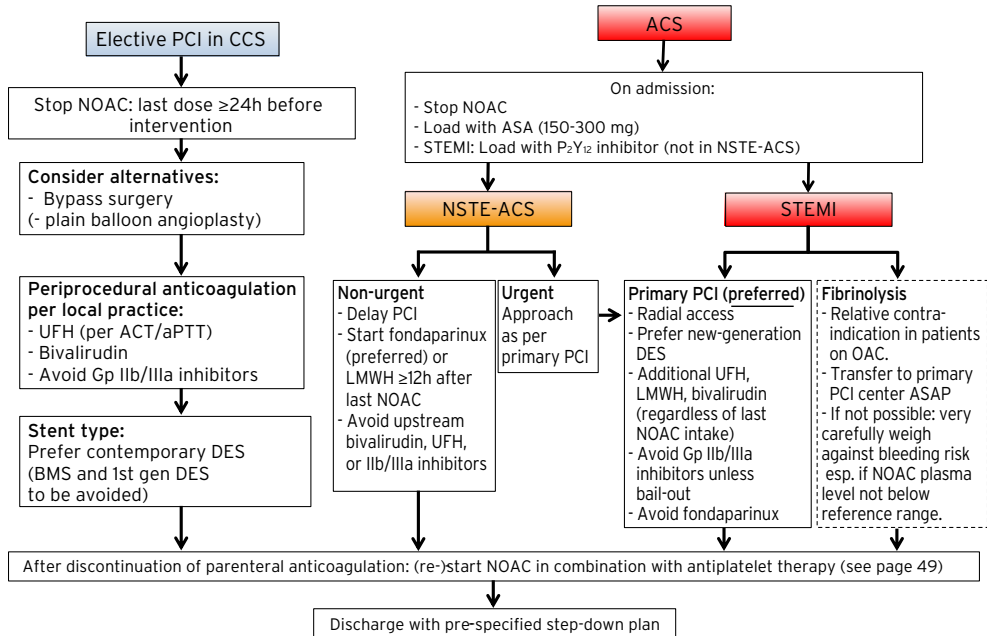 Elective PCI in CCS
Stop NOAC: last dose ≥24h before
intervention
Consider alternatives:
- Bypass surgery
(- plain balloon angioplasty)
Periprocedural anticoagulation
per local practice:
- UFH (per ACT/aPTT)
- Bivalirudin
- Avoid Gp IIb/IIIa inhibitors
Stent type:
Prefer contemporary DES
(BMS and 1st gen DES
to be avoided)
ACS
On admission:
- Stop NOAC
- Load with ASA (150-300 mg)
- STEMI: Load with P₂Y₁₂ inhibitor (not in NSTE-ACS)
NSTE-ACS
Non-urgent
- Delay PCI
- Start fondaparinux
(preferred) or
LMWH ≥12h after
last NOAC
- Avoid upstream
bivalirudin, UFH,
or IIb/IIIa inhibitors
Urgent
Approach
as per
primary PCI
STEMI
Primary PCI (preferred)
- Radial access
- Prefer new-generation
DES
- Additional UFH,
LMWH, bivalirudin
(regardless of last
NOAC intake)
- Avoid Gp IIb/IIIa
inhibitors unless
bail-out
- Avoid fondaparinux
Fibrinolysis
- Relative contra-
indication in patients
on OAC.
- Transfer to primary
PCI center ASAP
- If not possible: very
carefully weigh
against bleeding risk
esp. if NOAC plasma
level not below
reference range.
After discontinuation of parenteral anticoagulation: (re-)start NOAC in combination with antiplatelet therapy (see page 49)
Discharge with pre-specified step-down plan